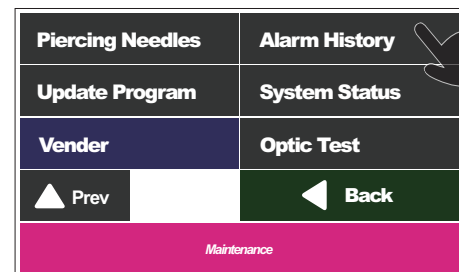 Piercing Needles
Alarm History
Update Program
System Status
Vender
Optic Test
Prev
Back
Maintenance